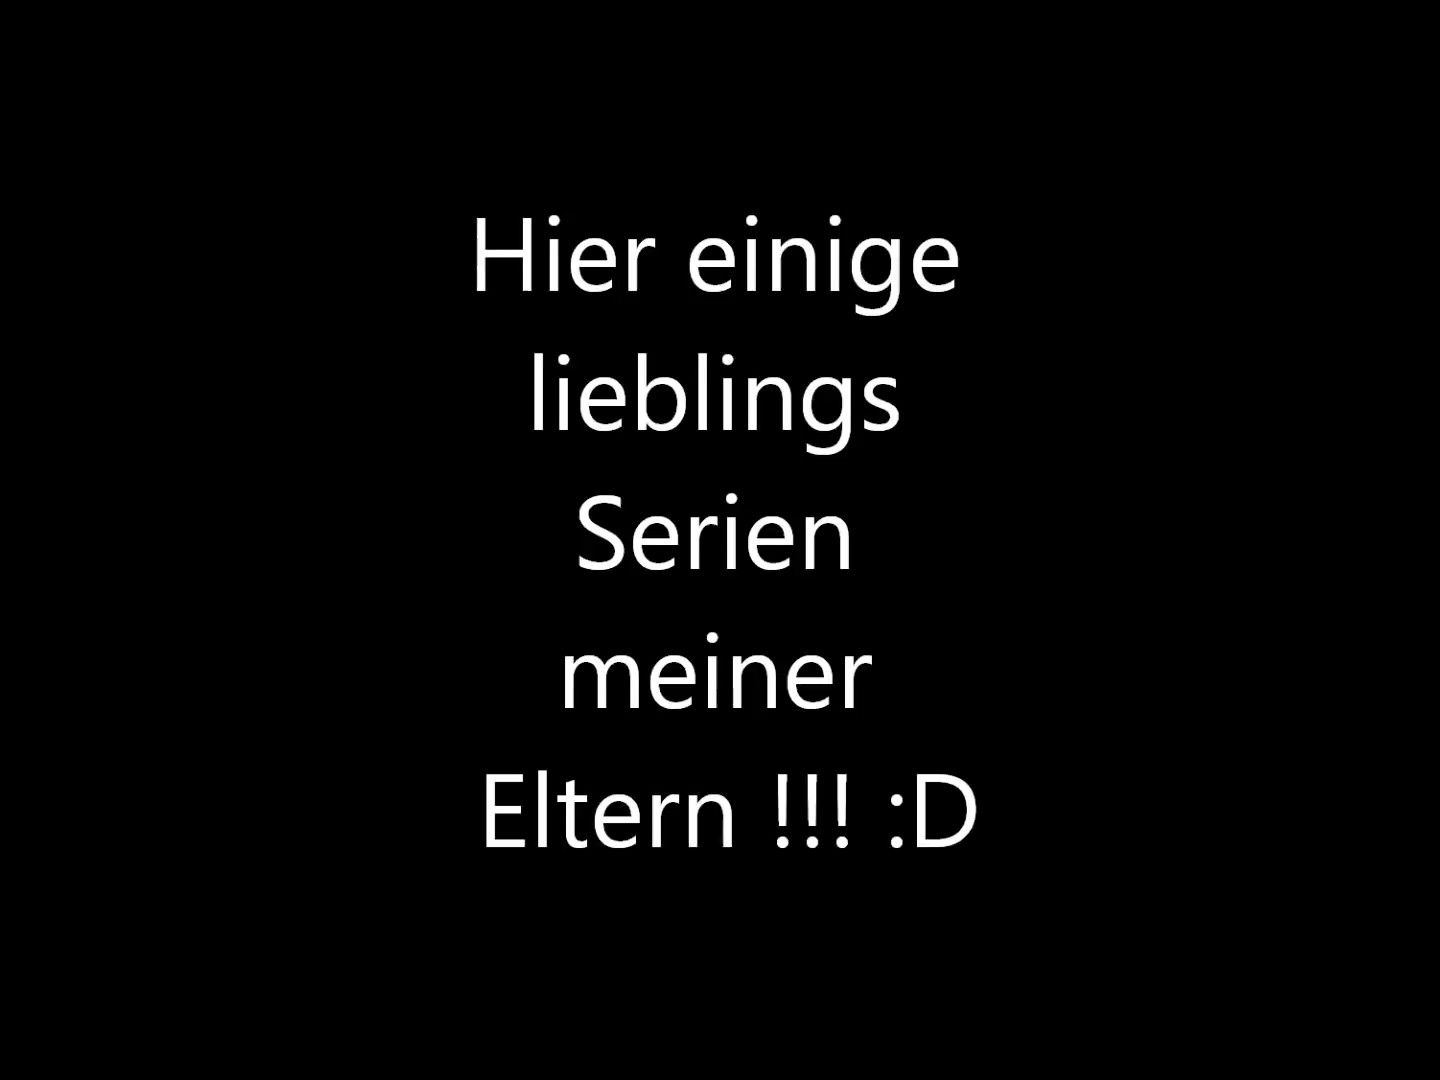 Hier einige
lieblings
Serien
meiner
Eltern !!! :D